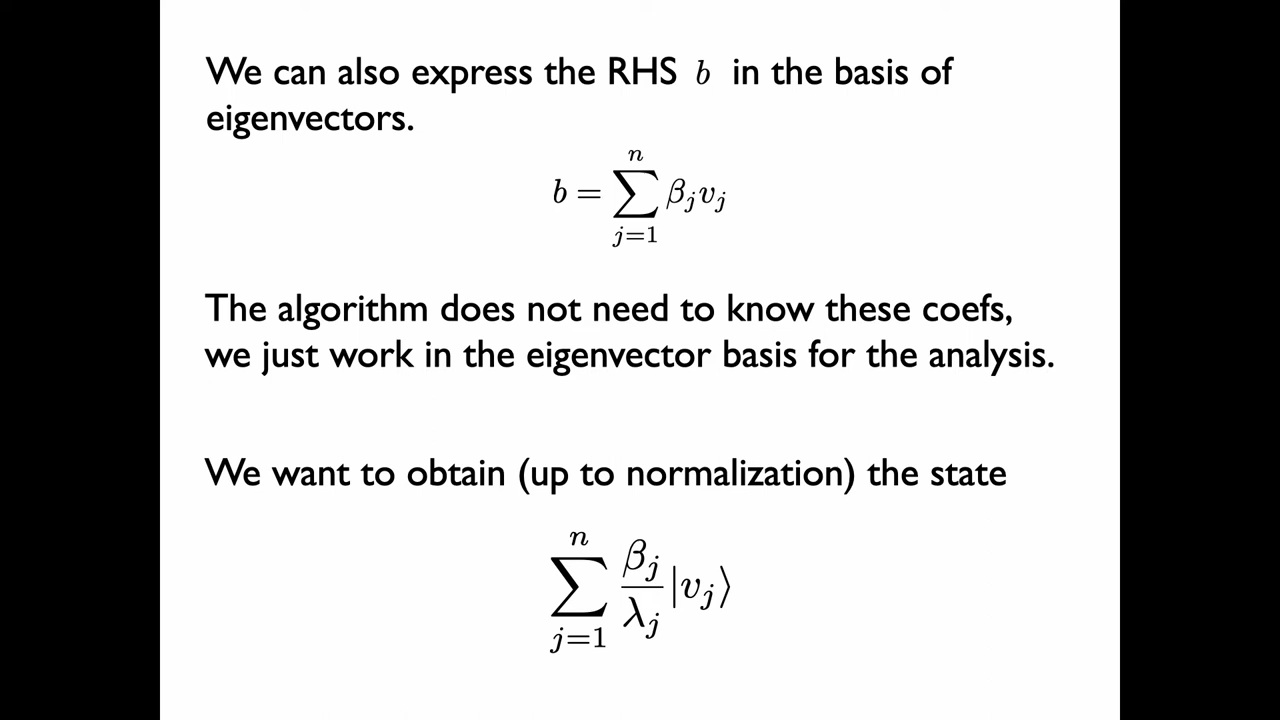 We can also express the RHS b in the basis of
eigenvectors.
b = \sum_{j=1}^{n} \beta_j v_j
The algorithm does not need to know these coefs,
we just work in the eigenvector basis for the analysis.
We want to obtain (up to normalization) the state
\sum_{j=1}^{n} \frac{\beta_j}{\lambda_j} |v_j\rangle